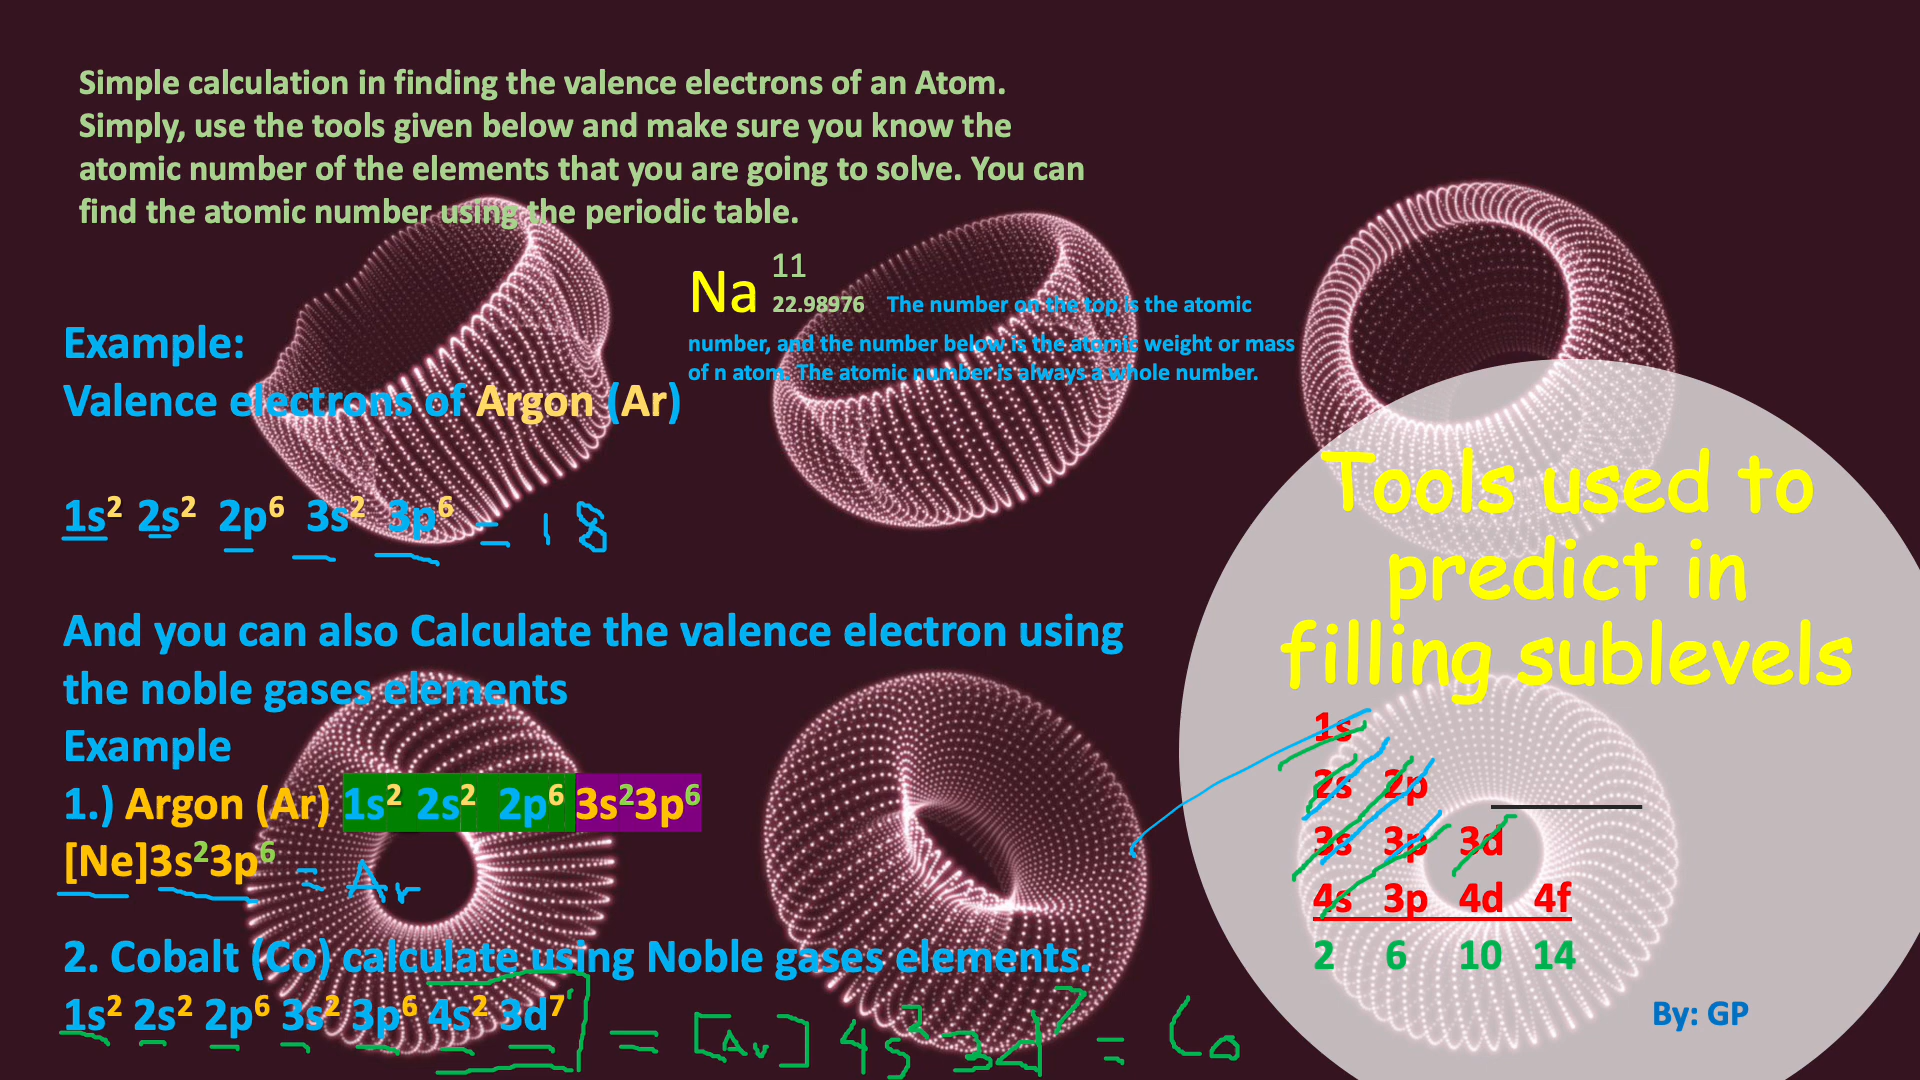 Simple calculation in finding the valence electrons of an Atom.
Simply, use the tools given below and make sure you know the
atomic number of the elements that you are going to solve. You can
find the atomic number using the periodic table.
11
Na 22.98976 The number on the top is the atomic
number, and the number below is the atomic weight or mass
of n atom. The atomic number is always a whole number.
Example:
Valence electrons of Argon (Ar)
1s² 2s² 2p⁶ 3s² 3p⁶ = 18
And you can also Calculate the valence electron using
the noble gases elements
Example
1.) Argon (Ar) 1s² 2s² 2p⁶ 3s²3p⁶
[Ne]3s²3p⁶ = Ar
2. Cobalt (Co) calculate using Noble gases elements.
1s² 2s² 2p⁶ 3s² 3p⁶ 4s² 3d⁷ = [Ar] 4s² 3d⁷ = Co
Tools used to
predict in
filling sublevels
1s
2s 2p
3s 3p 3d
4s 3p 4d 4f
2 6 10 14
By: GP